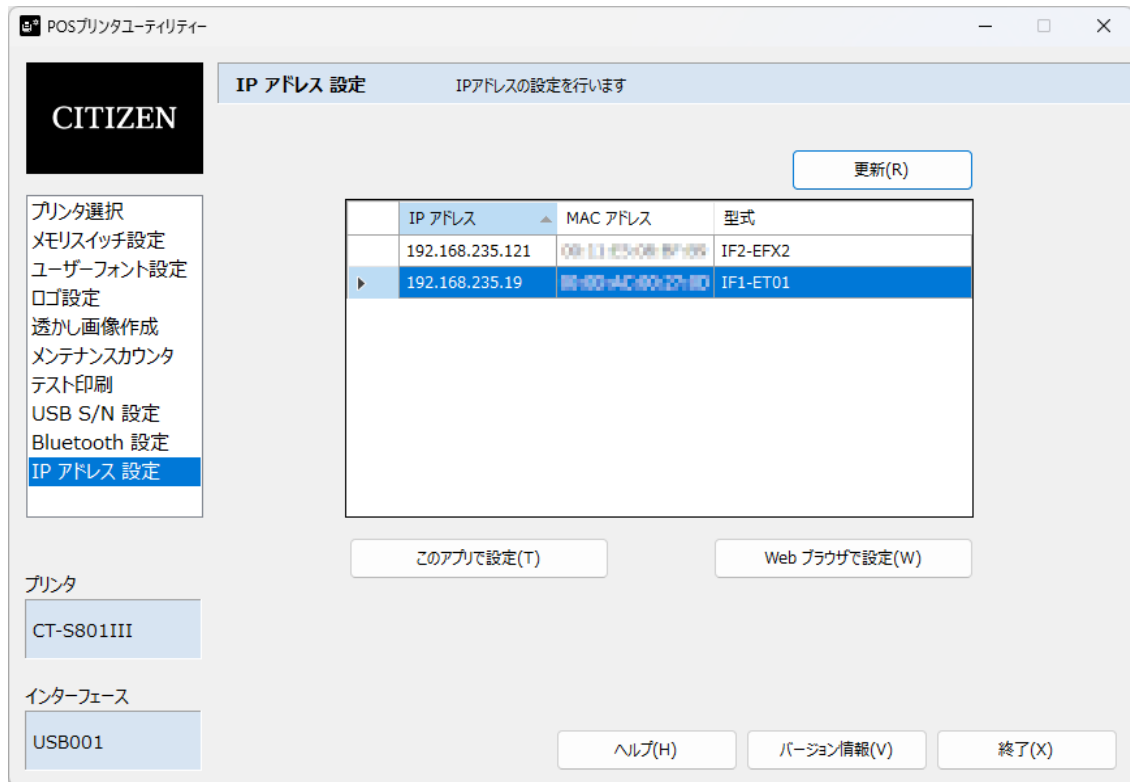 POSプリンタユーティリティー
CITIZEN
IP アドレス 設定 IPアドレスの設定を行います
更新(R)
プリンタ選択
メモリスイッチ設定
ユーザーフォント設定
ロゴ設定
透かし画像作成
メンテナンスカウンタ
テスト印刷
USB S/N 設定
Bluetooth 設定
IP アドレス 設定
IP アドレス MAC アドレス 型式
192.168.235.121 IF2-EFX2
192.168.235.19 IF1-ET01
このアプリで設定(T) Web ブラウザで設定(W)
プリンタ
CT-S801III
インターフェース
USB001
ヘルプ(H) バージョン情報(V) 終了(X)